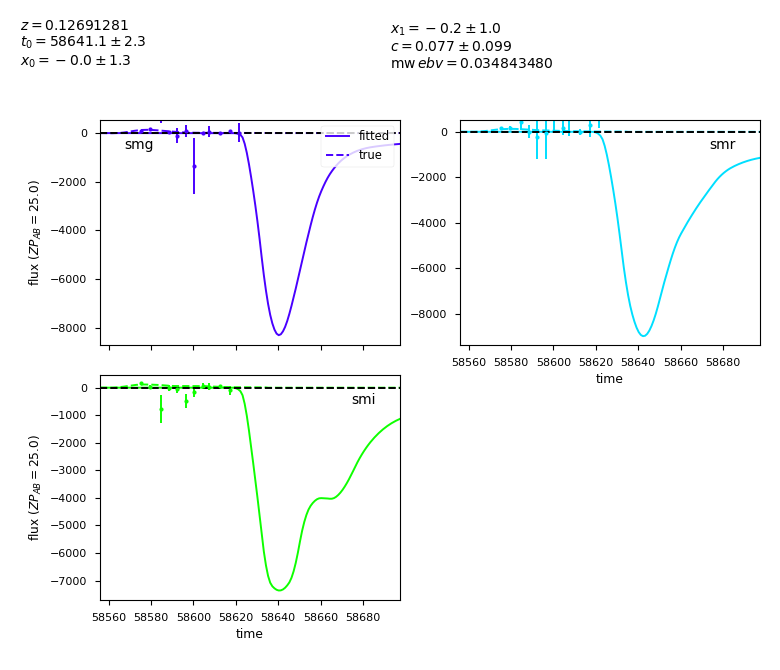 z = 0.12691281
t0 = 58641.1 ± 2.3
x0 = −0.0 ± 1.3
x1 = −0.2 ± 1.0
c = 0.077 ± 0.099
mw ebv = 0.034843480
smg
fitted
true
0
−2000
−4000
−6000
−8000
flux (ZP_AB = 25.0)
smr
0
−2000
−4000
−6000
−8000
58560 58580 58600 58620 58640 58660 58680
time
smi
0
−1000
−2000
−3000
−4000
−5000
−6000
−7000
flux (ZP_AB = 25.0)
58560 58580 58600 58620 58640 58660 58680
time